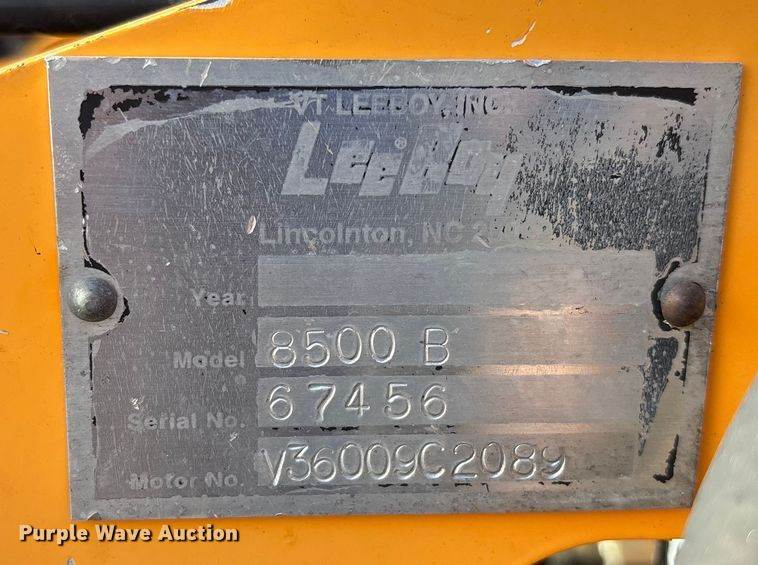 VT LEEBOY, INC.
LeeBoy®
Lincolnton, NC
Year
Model 8500 B
Serial No. 67456
Motor No. V36009C2089
Purple Wave Auction